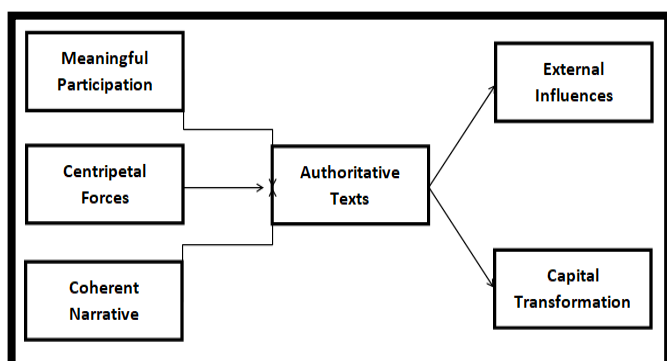 Meaningful
Participation
Centripetal
Forces
Coherent
Narrative
Authoritative
Texts
External
Influences
Capital
Transformation